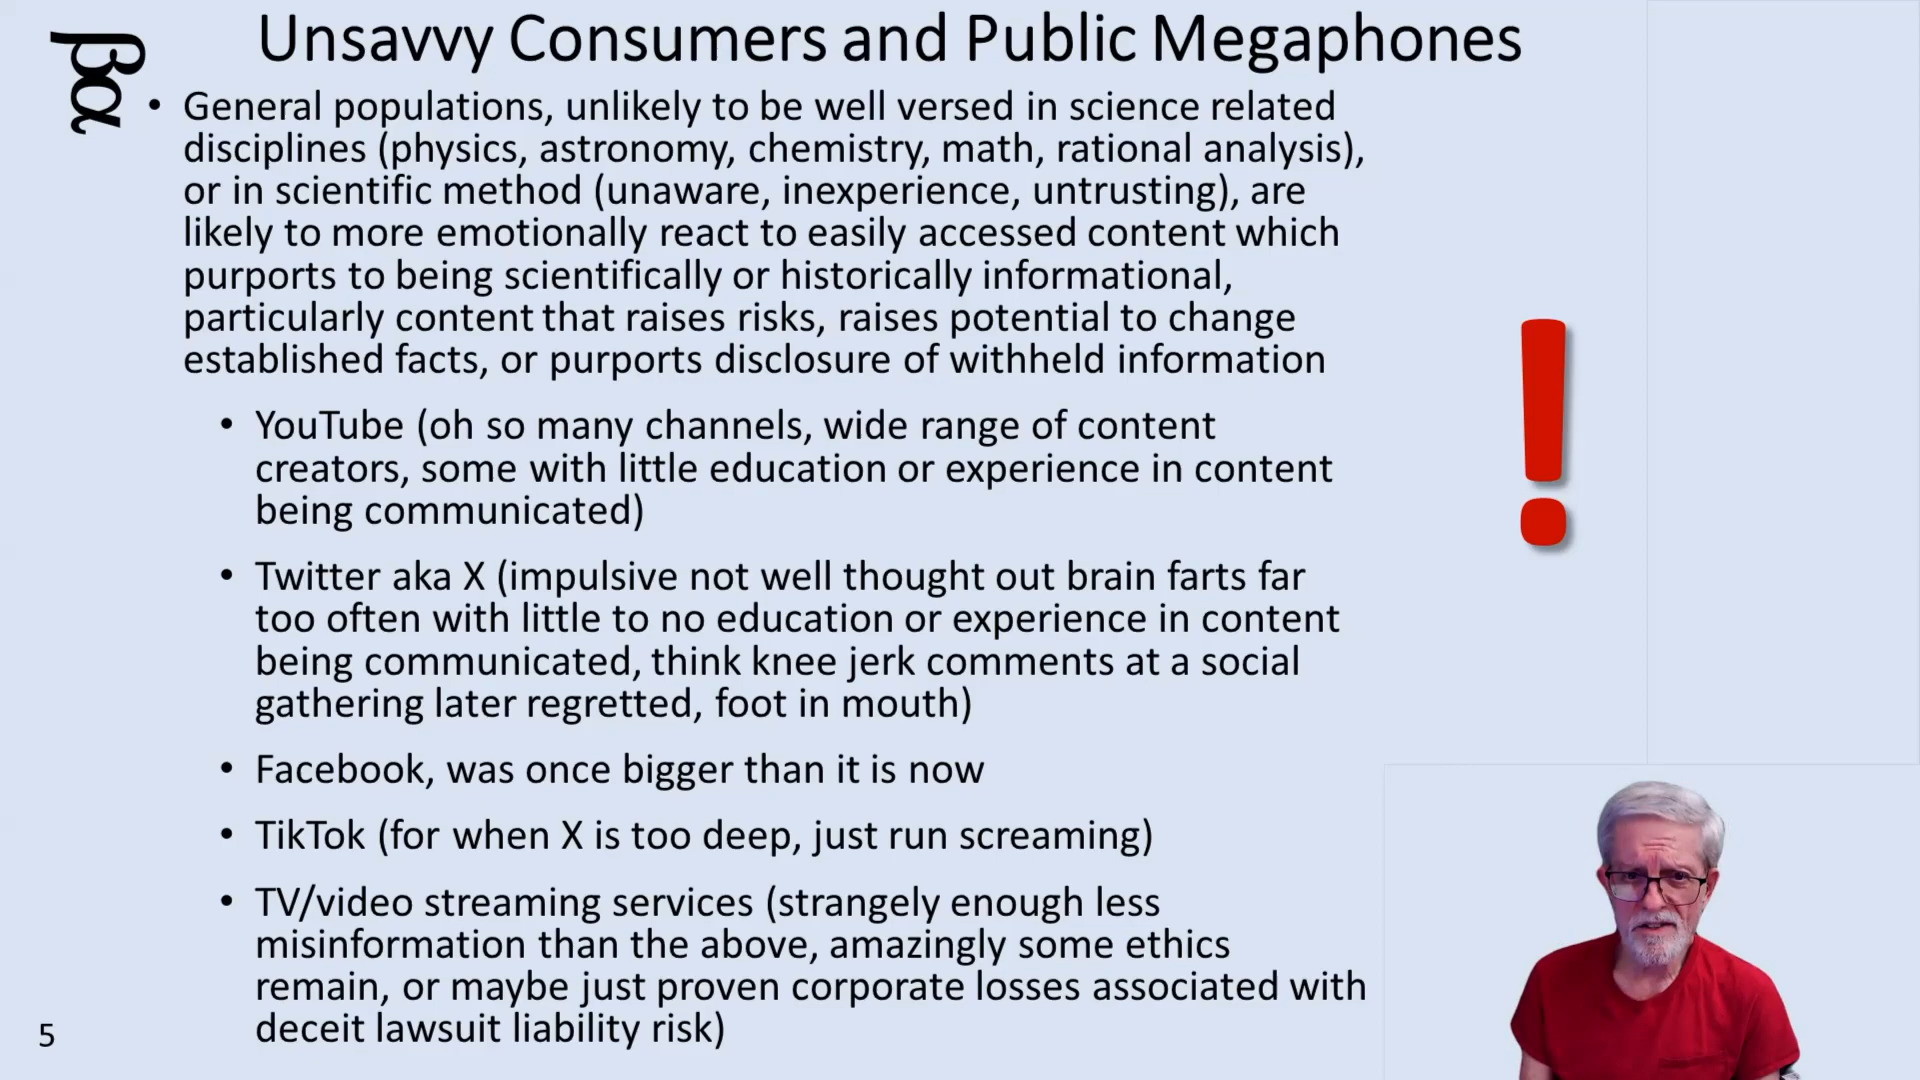 Unsavvy Consumers and Public Megaphones
βα
• General populations, unlikely to be well versed in science related
disciplines (physics, astronomy, chemistry, math, rational analysis),
or in scientific method (unaware, inexperience, untrusting), are
likely to more emotionally react to easily accessed content which
purports to being scientifically or historically informational,
particularly content that raises risks, raises potential to change
established facts, or purports disclosure of withheld information
• YouTube (oh so many channels, wide range of content
creators, some with little education or experience in content
being communicated)
• Twitter aka X (impulsive not well thought out brain farts far
too often with little to no education or experience in content
being communicated, think knee jerk comments at a social
gathering later regretted, foot in mouth)
• Facebook, was once bigger than it is now
• TikTok (for when X is too deep, just run screaming)
• TV/video streaming services (strangely enough less
misinformation than the above, amazingly some ethics
remain, or maybe just proven corporate losses associated with
deceit lawsuit liability risk)
!
5